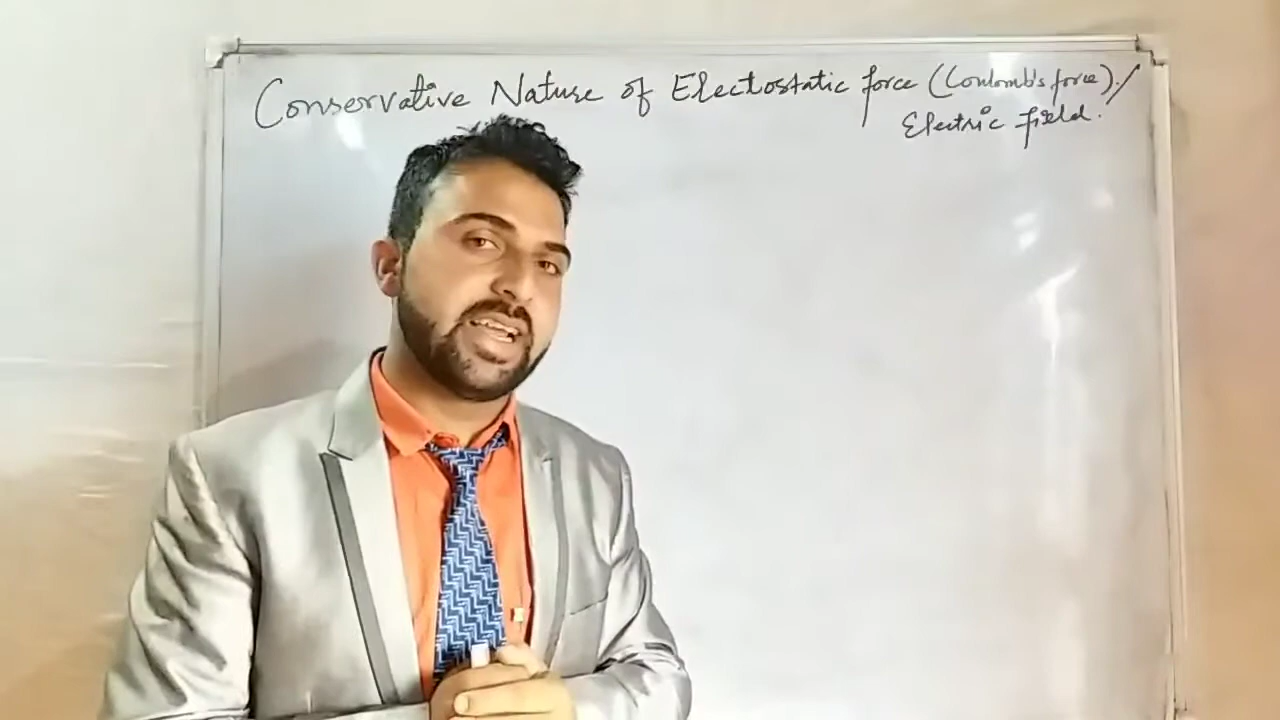 Conservative Nature of Electostatic force (Coulomb's force)./
Electric field.